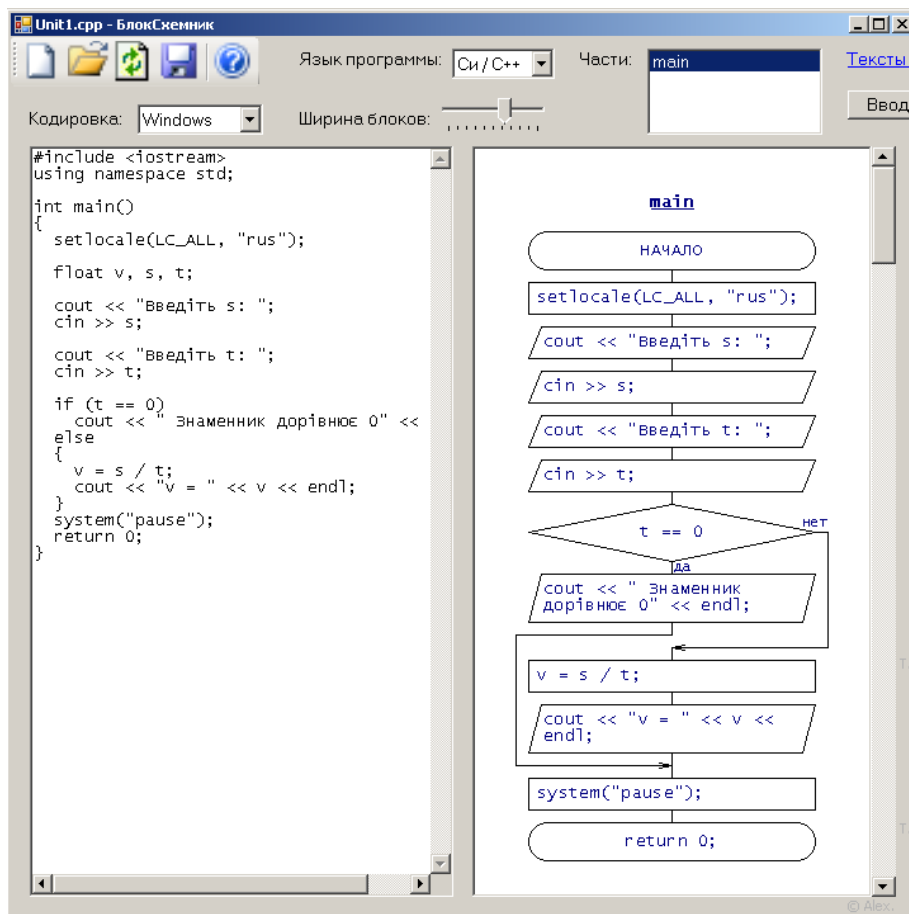 Unit1.cpp - БлокСхемник
Язык программы: Си / C++ Части: main Тексты
Кодировка: Windows Ширина блоков: Ввод
#include <iostream>
using namespace std;
int main()
{
setlocale(LC_ALL, "rus");
float v, s, t;
cout << "Введіть s: ";
cin >> s;
cout << "Введіть t: ";
cin >> t;
if (t == 0)
cout << " Знаменник дорівнює 0" <<
else
{
v = s / t;
cout << "v = " << v << endl;
}
system("pause");
return 0;
}
main
НАЧАЛО
setlocale(LC_ALL, "rus");
cout << "Введіть s: ";
cin >> s;
cout << "Введіть t: ";
cin >> t;
t == 0
нет
да
cout << " Знаменник
дорівнює 0" << endl;
v = s / t;
cout << "v = " << v <<
endl;
system("pause");
return 0;
© Alex.